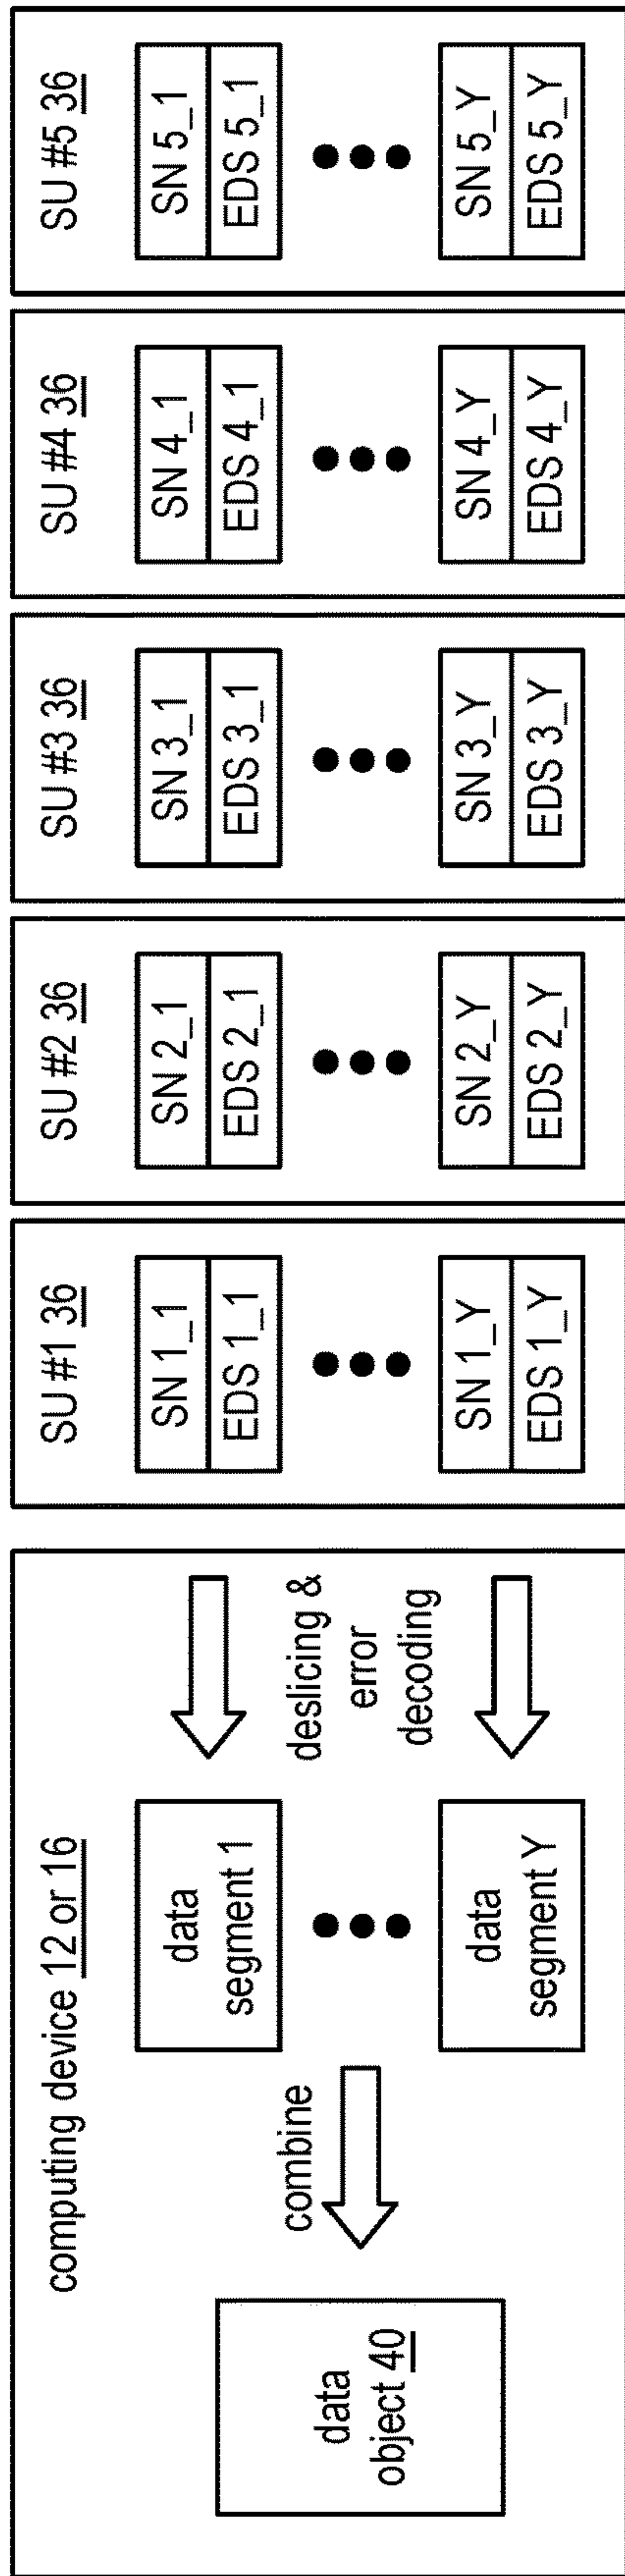 computing device 12 or 16
data
object 40
combine
data
segment 1
data
segment Y
deslicing &
error
decoding
SU #1 36
SN 1_1
EDS 1_1
SN 1_Y
EDS 1_Y
SU #2 36
SN 2_1
EDS 2_1
SN 2_Y
EDS 2_Y
SU #3 36
SN 3_1
EDS 3_1
SN 3_Y
EDS 3_Y
SU #4 36
SN 4_1
EDS 4_1
SN 4_Y
EDS 4_Y
SU #5 36
SN 5_1
EDS 5_1
SN 5_Y
EDS 5_Y